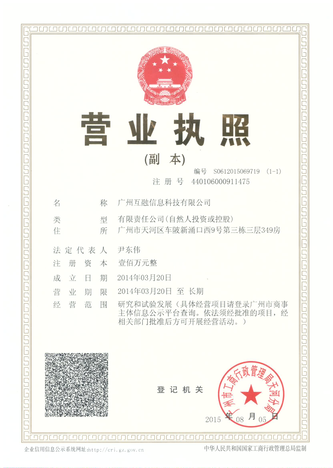 营业执照
(副 本)
编号 S0612015069719 (1-1)
注 册 号 440106000911475
名 称 广州互融信息科技有限公司
类 型 有限责任公司(自然人投资或控股)
住 所 广州市天河区车陂新涌口西9号第三栋三层349房
法定代表人 尹东伟
注册资本 壹佰万元整
成立日期 2014年03月20日
营业期限 2014年03月20日 至 长期
经营范围 研究和试验发展(具体经营项目请登录广州市商事
主体信息公示平台查询。依法须经批准的项目,经
相关部门批准后方可开展经营活动。)
登记机关
广州市工商行政管理局天河分局
2015 年 08 月 05 日
企业信用信息公示系统网址:http://cri.gz.gov.cn
中华人民共和国国家工商行政管理总局监制